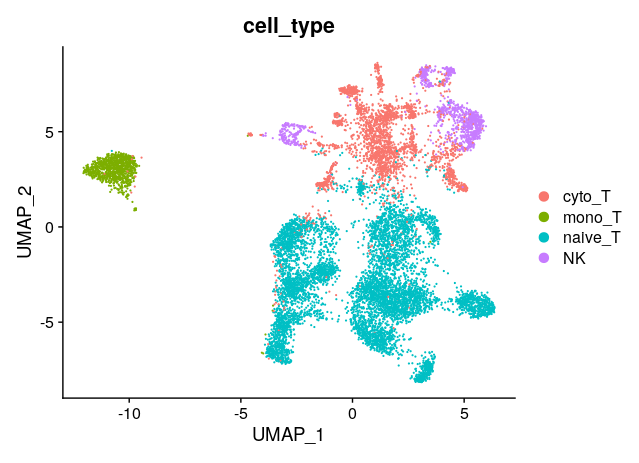 cell_type
UMAP_2
5
0
-5
-10
-5
0
5
UMAP_1
cyto_T
mono_T
naive_T
NK